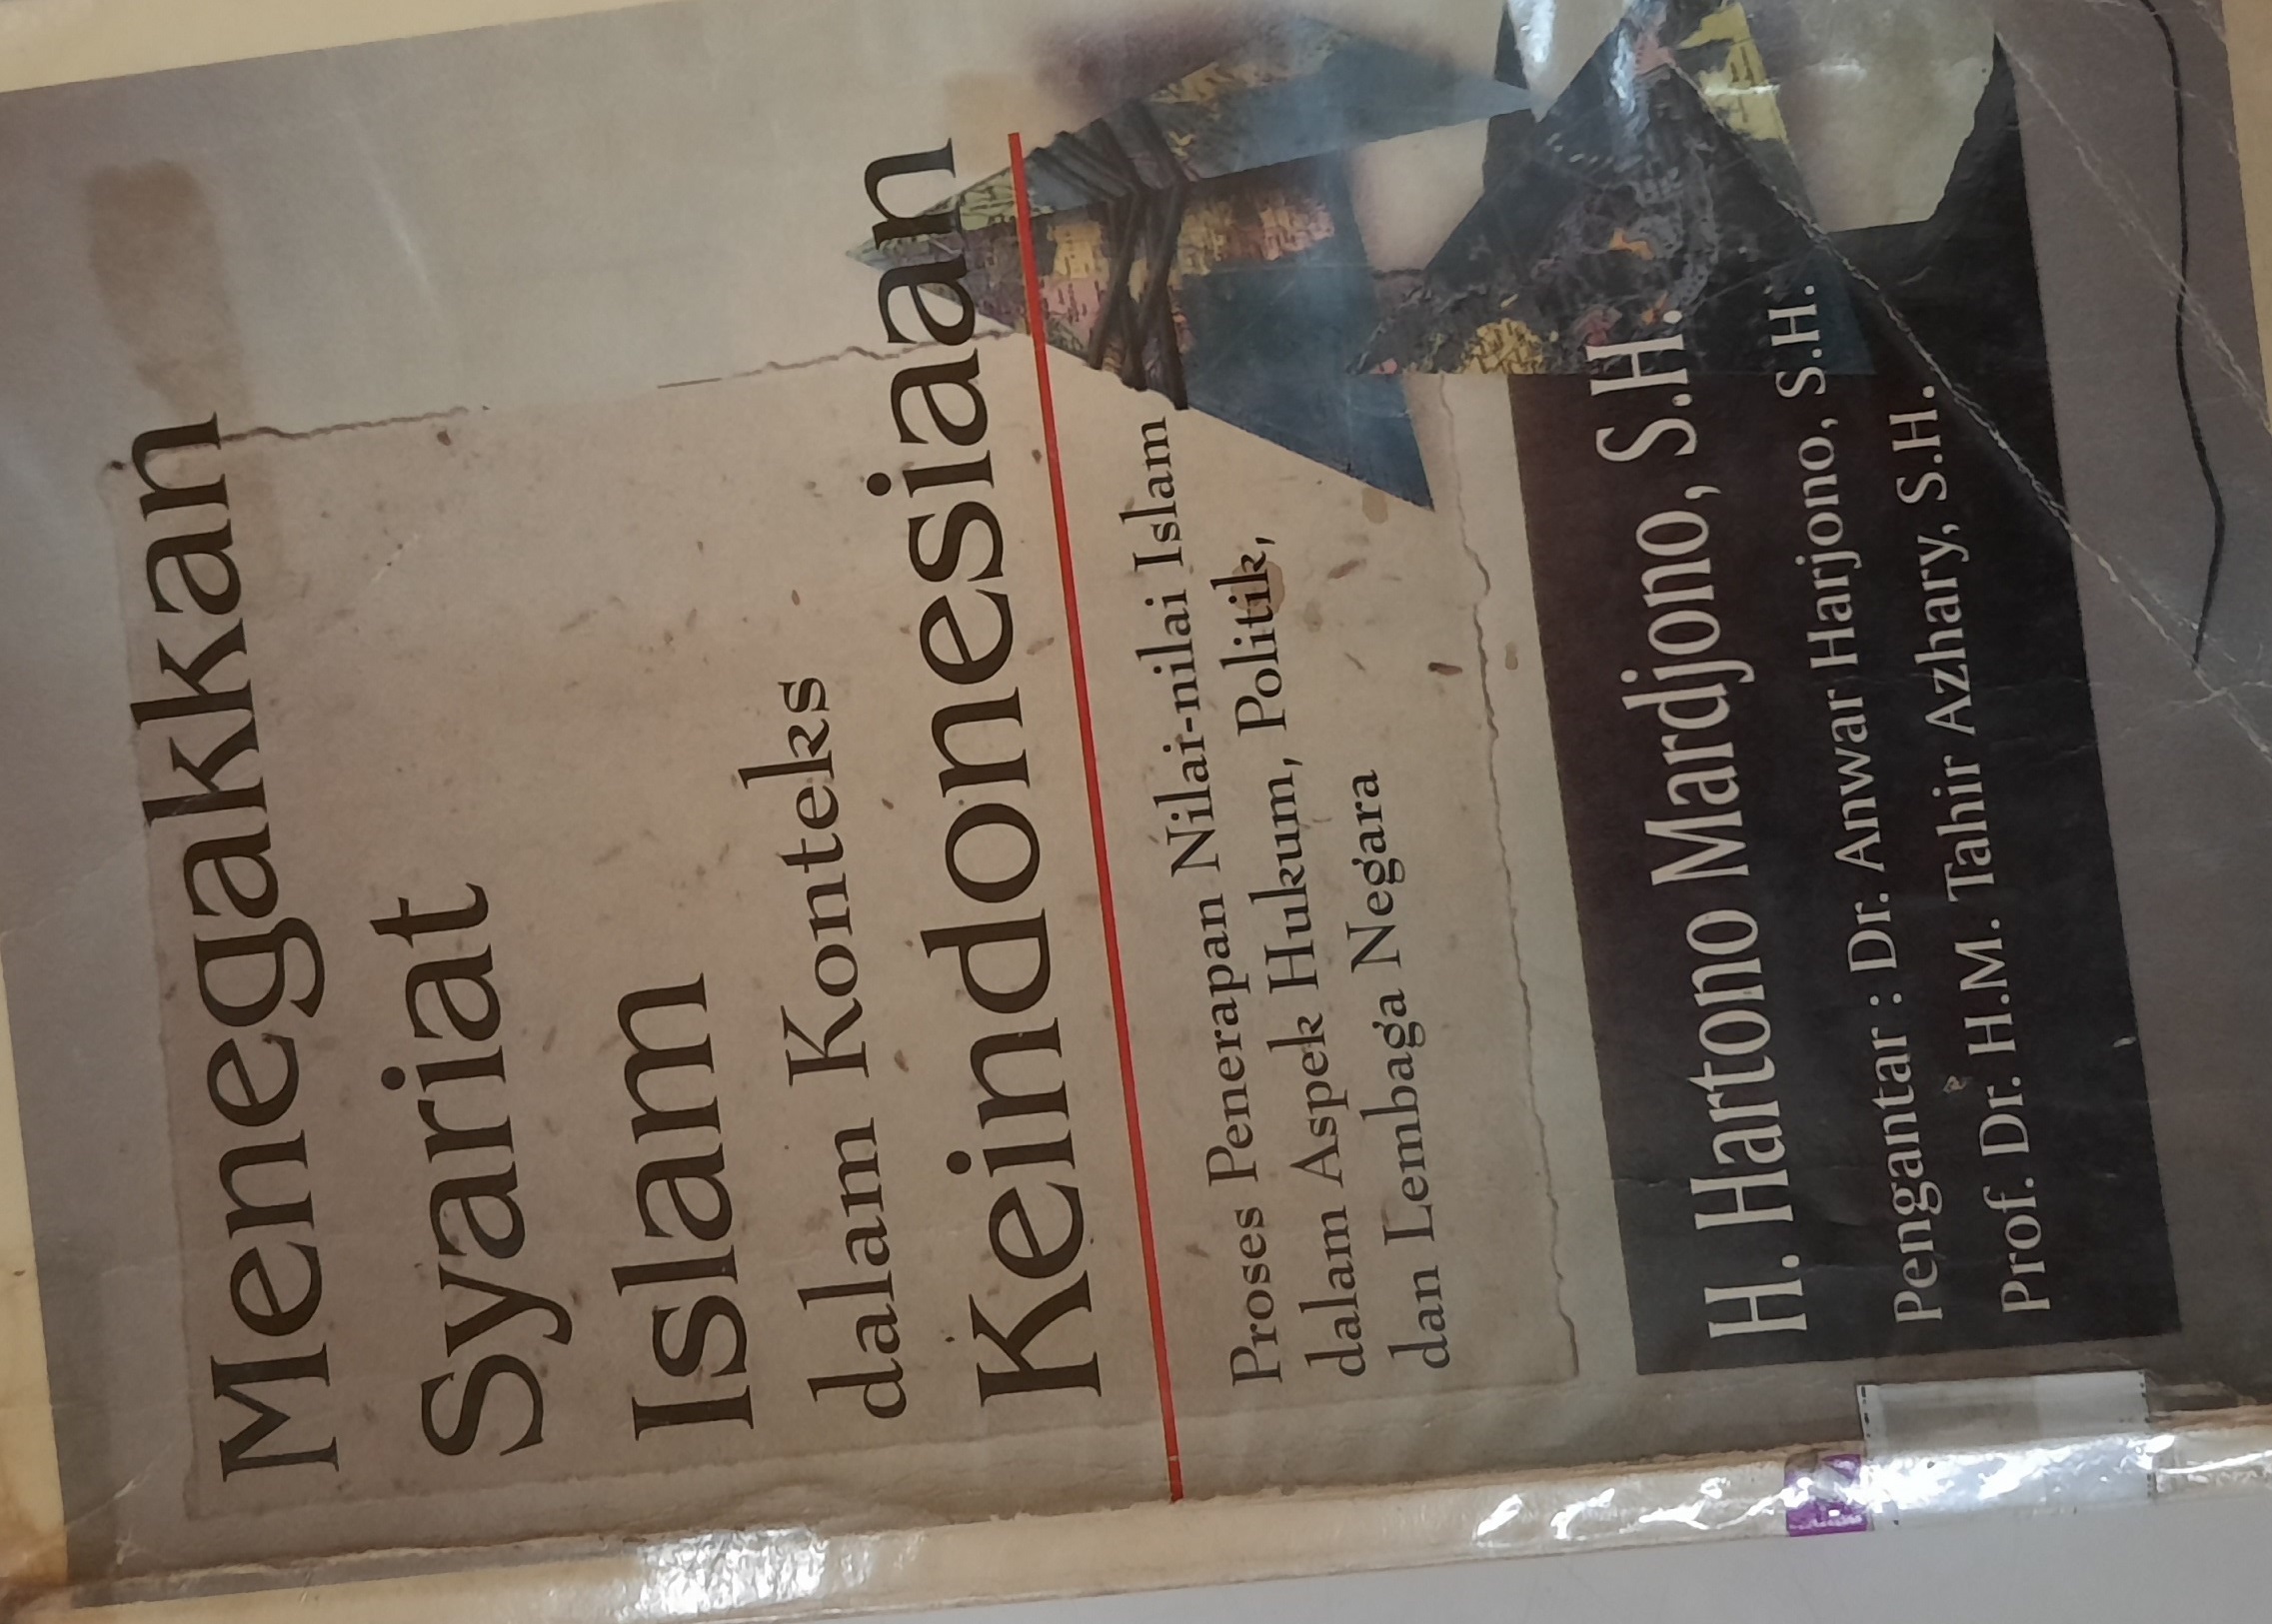 Menegakkan
Syariat
Islam
dalam Konteks
Keindonesiaan
Proses Penerapan Nilai-nilai Islam
dalam Aspek Hukum, Politik,
dan Lembaga Negara
H. Hartono Mardjono, S.H.
Pengantar : Dr. Anwar Harjono, S.H.
Prof. Dr. H.M. Tahir Azhary, S.H.